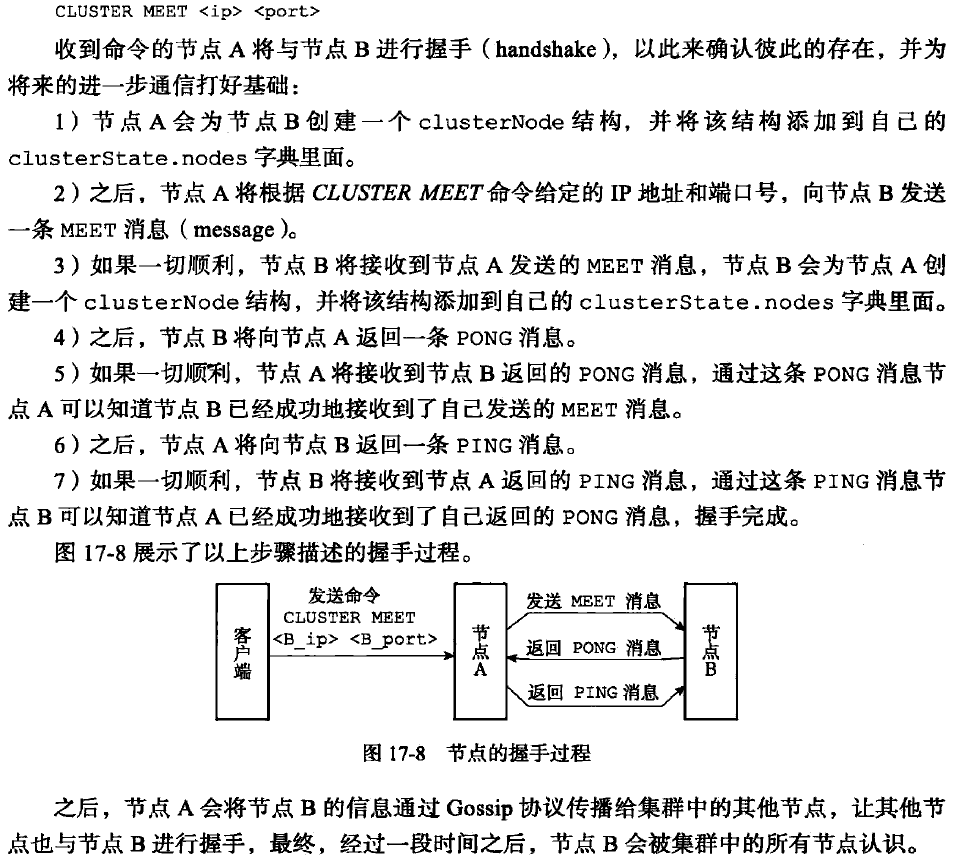 CLUSTER MEET <ip> <port>
收到命令的节点 A 将与节点 B 进行握手（handshake），以此来确认彼此的存在，并为
将来的进一步通信打好基础：
1）节点 A 会为节点 B 创建一个 clusterNode 结构，并将该结构添加到自己的
clusterState.nodes 字典里面。
2）之后，节点 A 将根据 CLUSTER MEET 命令给定的 IP 地址和端口号，向节点 B 发送
一条 MEET 消息（message）。
3）如果一切顺利，节点 B 将接收到节点 A 发送的 MEET 消息，节点 B 会为节点 A 创
建一个 clusterNode 结构，并将该结构添加到自己的 clusterState.nodes 字典里面。
4）之后，节点 B 将向节点 A 返回一条 PONG 消息。
5）如果一切顺利，节点 A 将接收到节点 B 返回的 PONG 消息，通过这条 PONG 消息节
点 A 可以知道节点 B 已经成功地接收到了自己发送的 MEET 消息。
6）之后，节点 A 将向节点 B 返回一条 PING 消息。
7）如果一切顺利，节点 B 将接收到节点 A 返回的 PING 消息，通过这条 PING 消息节
点 B 可以知道节点 A 已经成功地接收到了自己返回的 PONG 消息，握手完成。
图 17-8 展示了以上步骤描述的握手过程。
客户端
发送命令
CLUSTER MEET
<B_ip> <B_port>
节点A
发送 MEET 消息
返回 PONG 消息
返回 PING 消息
节点B
图 17-8 节点的握手过程
之后，节点 A 会将节点 B 的信息通过 Gossip 协议传播给集群中的其他节点，让其他节
点也与节点 B 进行握手，最终，经过一段时间之后，节点 B 会被集群中的所有节点认识。